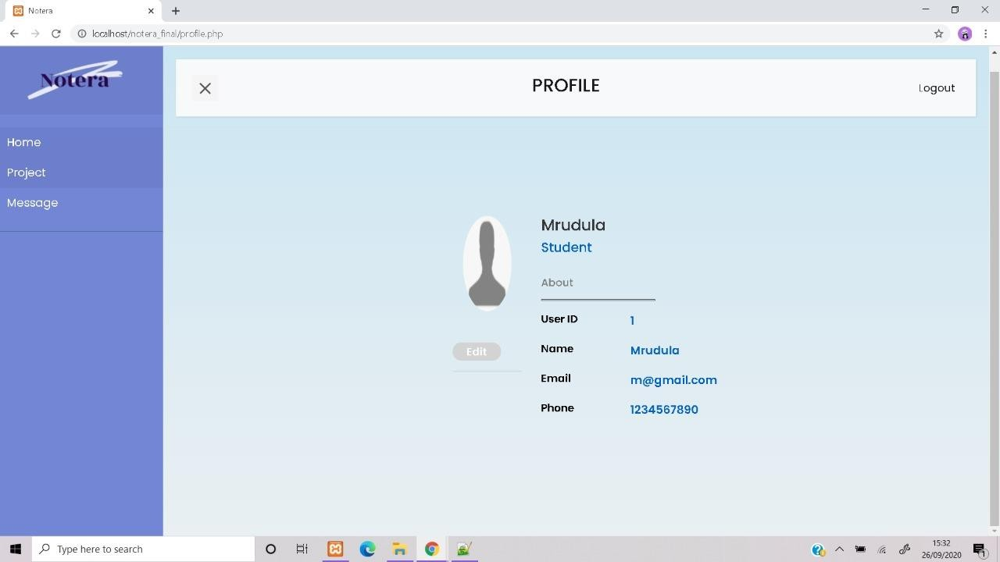 Notera
localhost/notera_final/profile.php
Notera
PROFILE
Logout
Home
Project
Message
Mrudula
Student
About
User ID 1
Edit
Name Mrudula
Email m@gmail.com
Phone 1234567890
Type here to search
15:32
26/09/2020
1